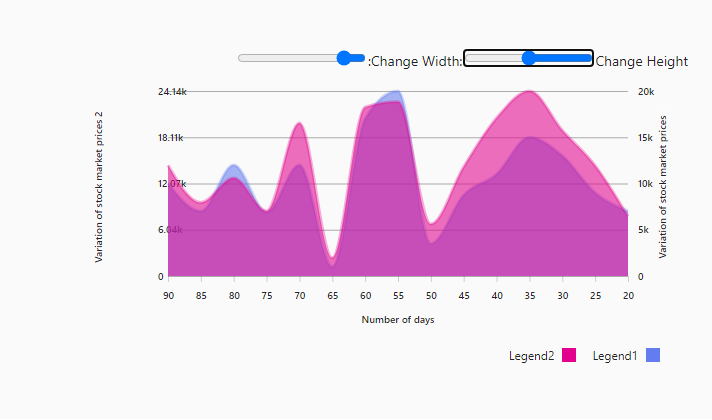 :Change Width:
Change Height
Variation of stock market prices 2
24.14k
18.11k
12.07k
6.04k
0
20k
15k
10k
5k
0
Variation of stock market prices
90 85 80 75 70 65 60 55 50 45 40 35 30 25 20
Number of days
Legend2 Legend1